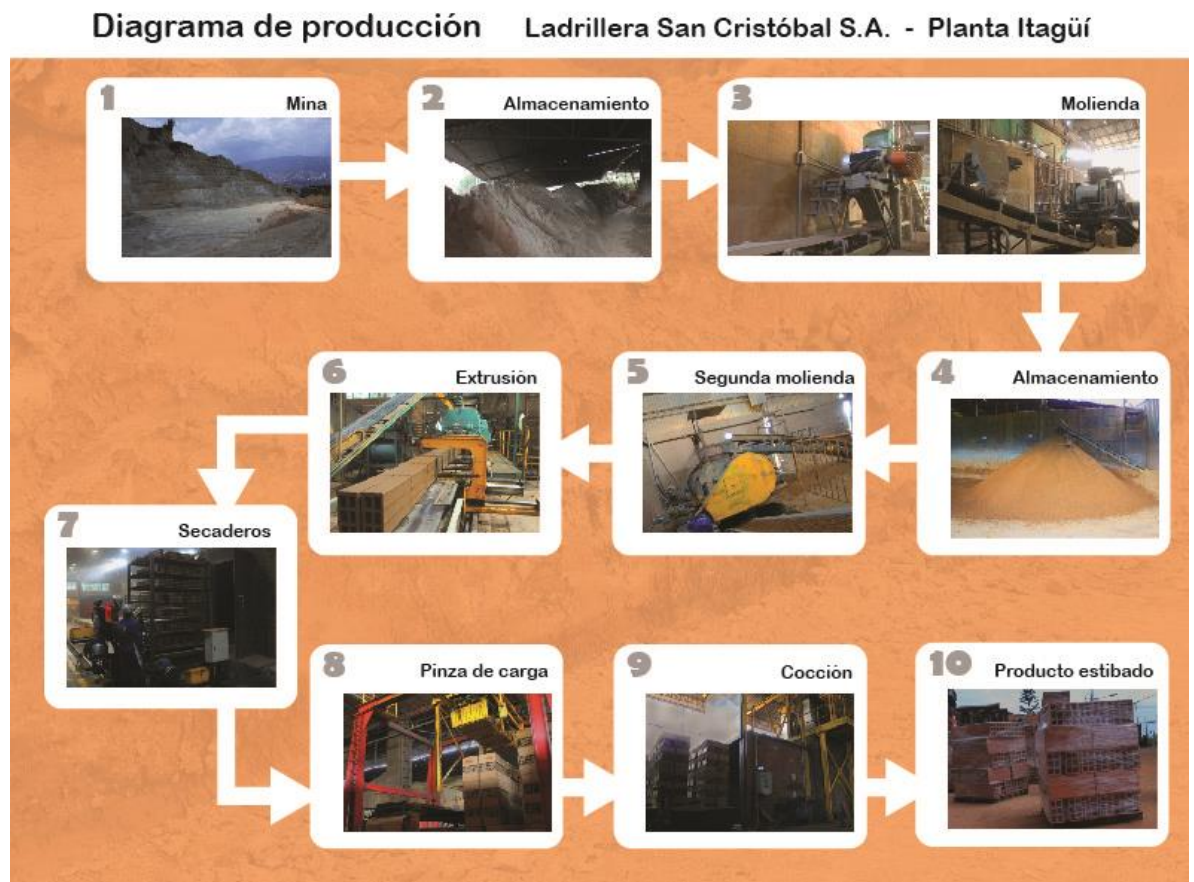 Diagrama de producción Ladrillera San Cristóbal S.A. - Planta Itagüí
1 Mina
2 Almacenamiento
3 Molienda
4 Almacenamiento
5 Segunda molienda
6 Extrusión
7 Secaderos
8 Pinza de carga
9 Cocción
10 Producto estibado